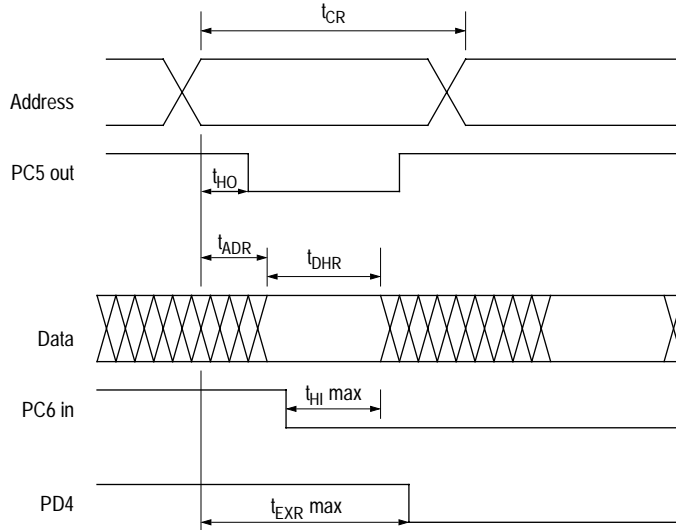 tCR
Address
PC5 out
tHO
tADR
tDHR
Data
tHI max
PC6 in
PD4
tEXR max